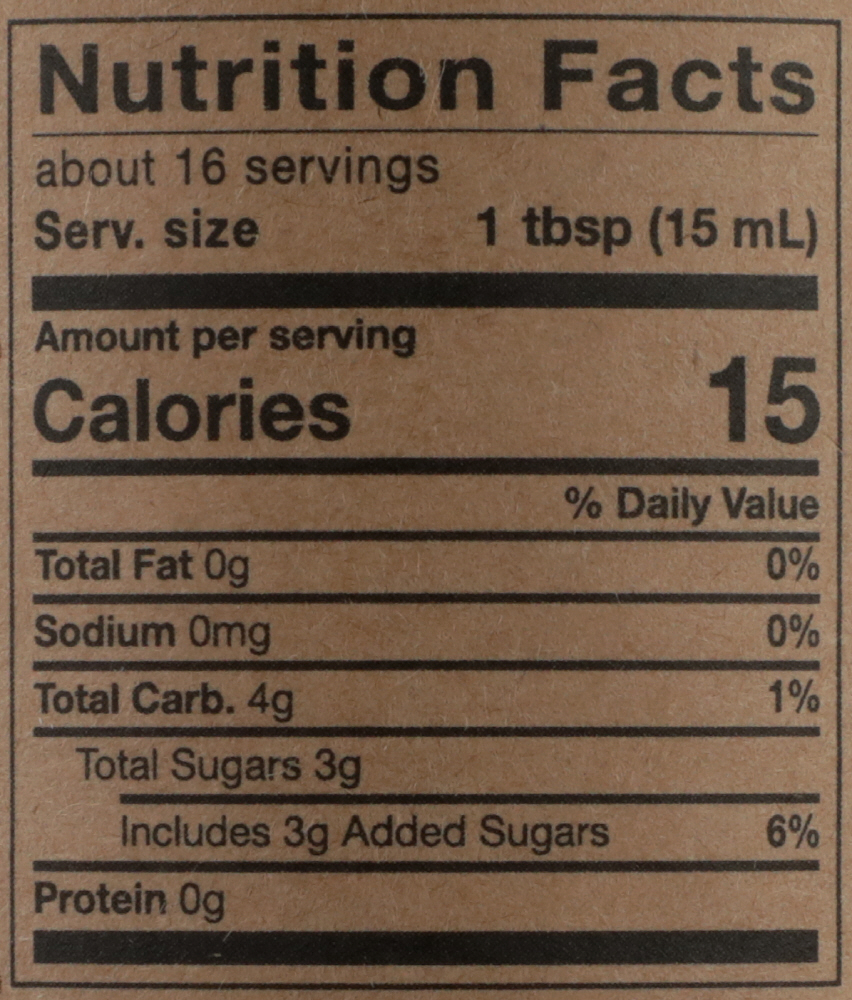 Nutrition Facts
about 16 servings
Serv. size 1 tbsp (15 mL)
Amount per serving
Calories 15
% Daily Value
Total Fat 0g 0%
Sodium 0mg 0%
Total Carb. 4g 1%
Total Sugars 3g
Includes 3g Added Sugars 6%
Protein 0g